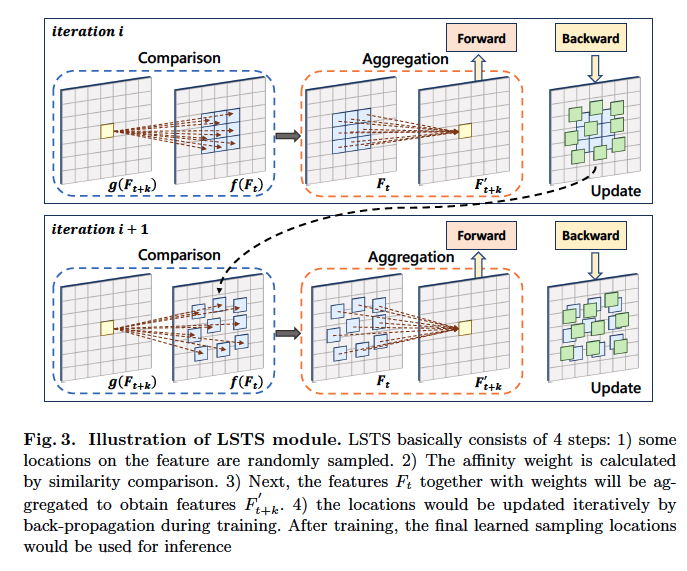 iteration i
Forward
Backward
Comparison
Aggregation
g(F_{t+k})
f(F_t)
F_t
F'_{t+k}
Update
iteration i + 1
Forward
Backward
Comparison
Aggregation
g(F_{t+k})
f(F_t)
F_t
F'_{t+k}
Update
Fig. 3. Illustration of LSTS module. LSTS basically consists of 4 steps: 1) some
locations on the feature are randomly sampled. 2) The affinity weight is calculated
by similarity comparison. 3) Next, the features F_t together with weights will be ag-
gregated to obtain features F'_{t+k}. 4) the locations would be updated iteratively by
back-propagation during training. After training, the final learned sampling locations
would be used for inference